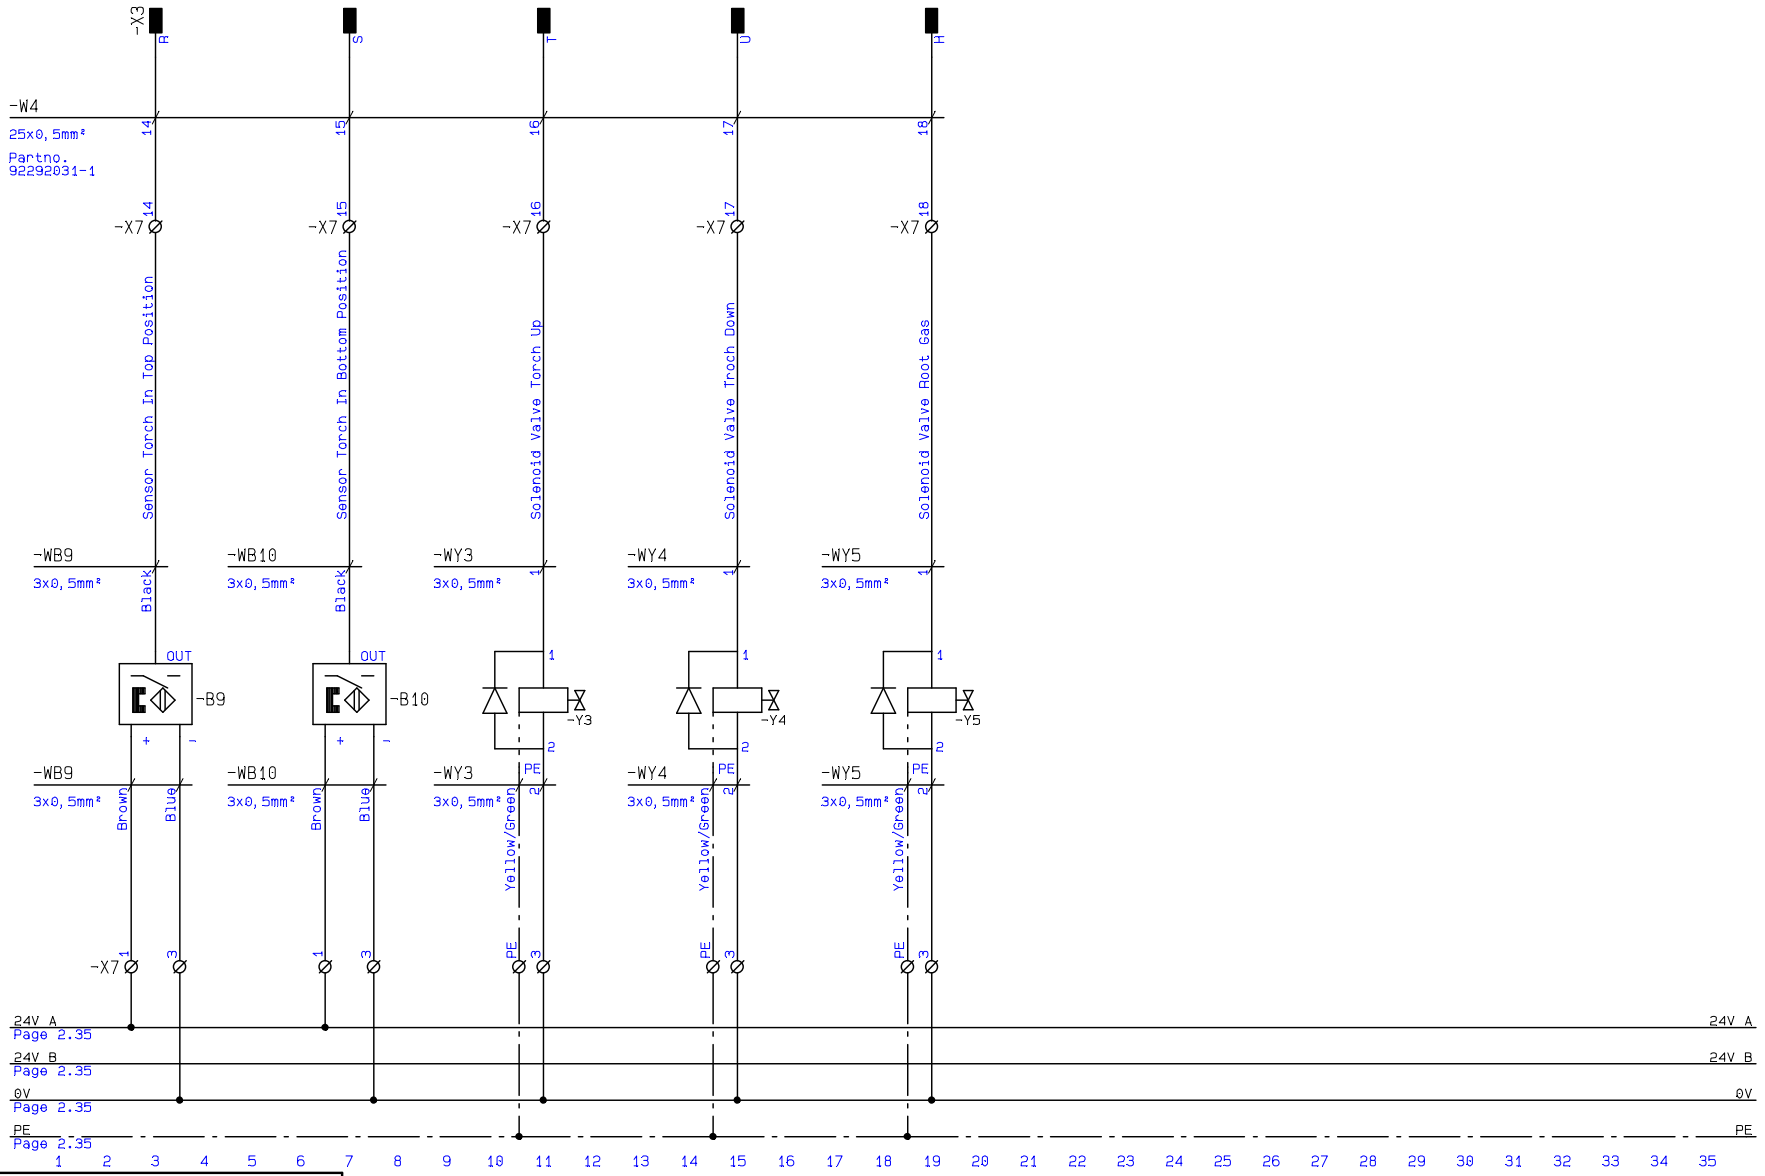 -X3
R S T U H
-W4
25x0,5mm²
14 15 16 17 18
Partno.
92292031-1
14 15 16 17 18
-X7 -X7 -X7 -X7 -X7
Sensor Torch In Top Position
Sensor Torch In Bottom Position
Solenoid Valve Torch Up
Solenoid Valve Troch Down
Solenoid Valve Root Gas
-WB9 -WB10 -WY3 -WY4 -WY5
3x0,5mm² Black 3x0,5mm² Black 3x0,5mm² 1 3x0,5mm² 1 3x0,5mm² 1
OUT OUT 1 1 1
-B9 -B10 -Y3 -Y4 -Y5
+ - + - 2 2 2
-WB9 -WB10 -WY3 PE -WY4 PE -WY5 PE
3x0,5mm² 3x0,5mm² 3x0,5mm² 2 3x0,5mm² 2 3x0,5mm² 2
Brown Blue Brown Blue Yellow/Green Yellow/Green Yellow/Green
1 3 1 3 PE 3 PE 3 PE 3
-X7
24V A 24V A
Page 2.35
24V B 24V B
Page 2.35
0V 0V
Page 2.35
PE PE
Page 2.35
1 2 3 4 5 6 7 8 9 10 11 12 13 14 15 16 17 18 19 20 21 22 23 24 25 26 27 28 29 30 31 32 33 34 35